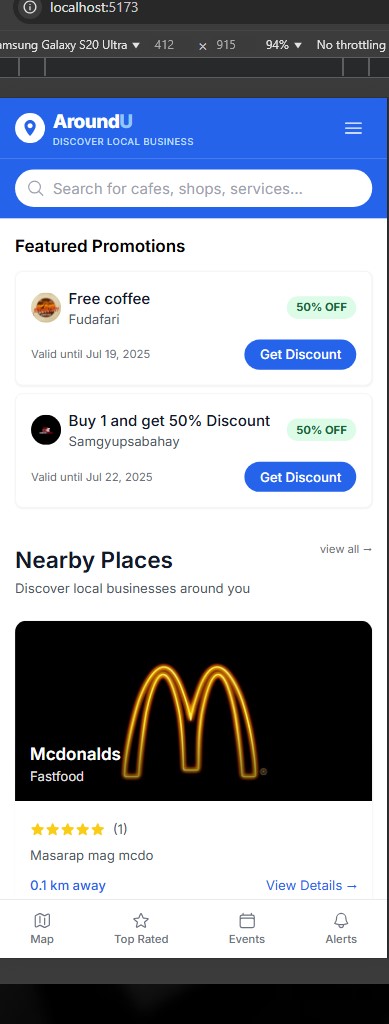 localhost:5173
amsung Galaxy S20 Ultra ▼ 412 × 915 94% ▼ No throttling
AroundU
DISCOVER LOCAL BUSINESS
Search for cafes, shops, services...
Featured Promotions
Free coffee
Fudafari
50% OFF
Valid until Jul 19, 2025
Get Discount
Buy 1 and get 50% Discount
Samgyupsabahay
50% OFF
Valid until Jul 22, 2025
Get Discount
Nearby Places
view all →
Discover local businesses around you
Mcdonalds
Fastfood
®
(1)
Masarap mag mcdo
0.1 km away
View Details →
Map Top Rated Events Alerts